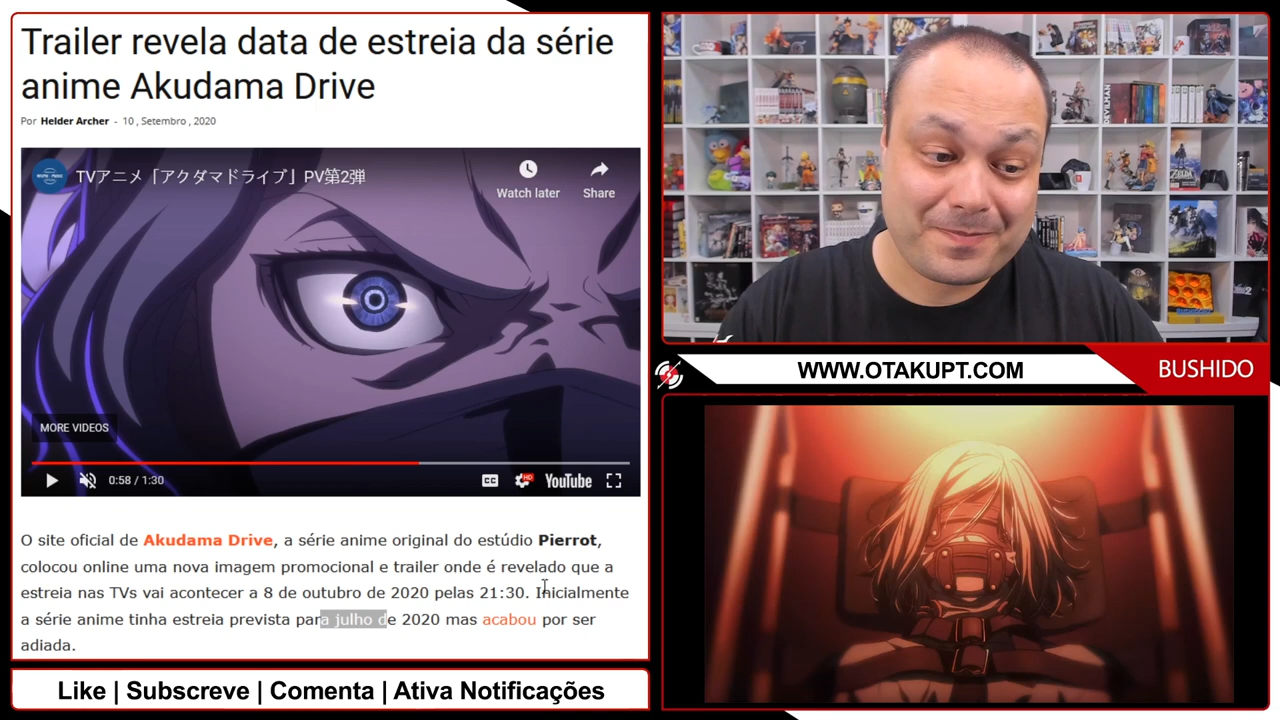 Trailer revela data de estreia da série
anime Akudama Drive
Por Helder Archer - 10 , Setembro , 2020
TVアニメ「アクダマドライブ」PV第2弾
Watch later
Share
MORE VIDEOS
0:58 / 1:30
CC
HD
YouTube
O site oficial de Akudama Drive, a série anime original do estúdio Pierrot,
colocou online uma nova imagem promocional e trailer onde é revelado que a
estreia nas TVs vai acontecer a 8 de outubro de 2020 pelas 21:30. Inicialmente
a série anime tinha estreia prevista para julho de 2020 mas acabou por ser
adiada.
Like | Subscreve | Comenta | Ativa Notificações
DEVILMAN
ZELDA
WWW.OTAKUPT.COM
BUSHIDO